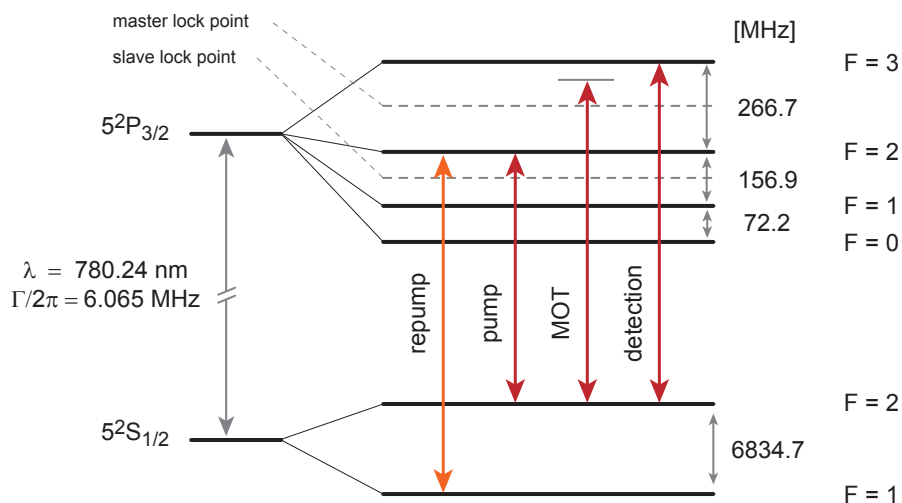 master lock point
[MHz]
slave lock point
F = 3
266.7
5²P₃/₂
F = 2
156.9
F = 1
72.2
F = 0
λ = 780.24 nm
Γ/2π = 6.065 MHz
repump
pump
MOT
detection
F = 2
5²S₁/₂
6834.7
F = 1